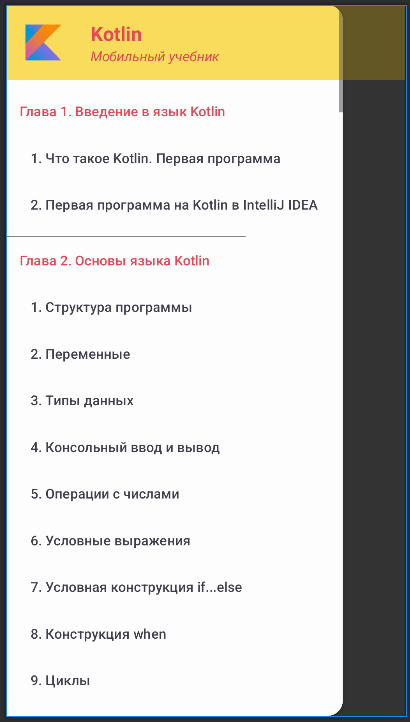 Kotlin
Мобильный учебник
Глава 1. Введение в язык Kotlin
1. Что такое Kotlin. Первая программа
2. Первая программа на Kotlin в IntelliJ IDEA
Глава 2. Основы языка Kotlin
1. Структура программы
2. Переменные
3. Типы данных
4. Консольный ввод и вывод
5. Операции с числами
6. Условные выражения
7. Условная конструкция if...else
8. Конструкция when
9. Циклы